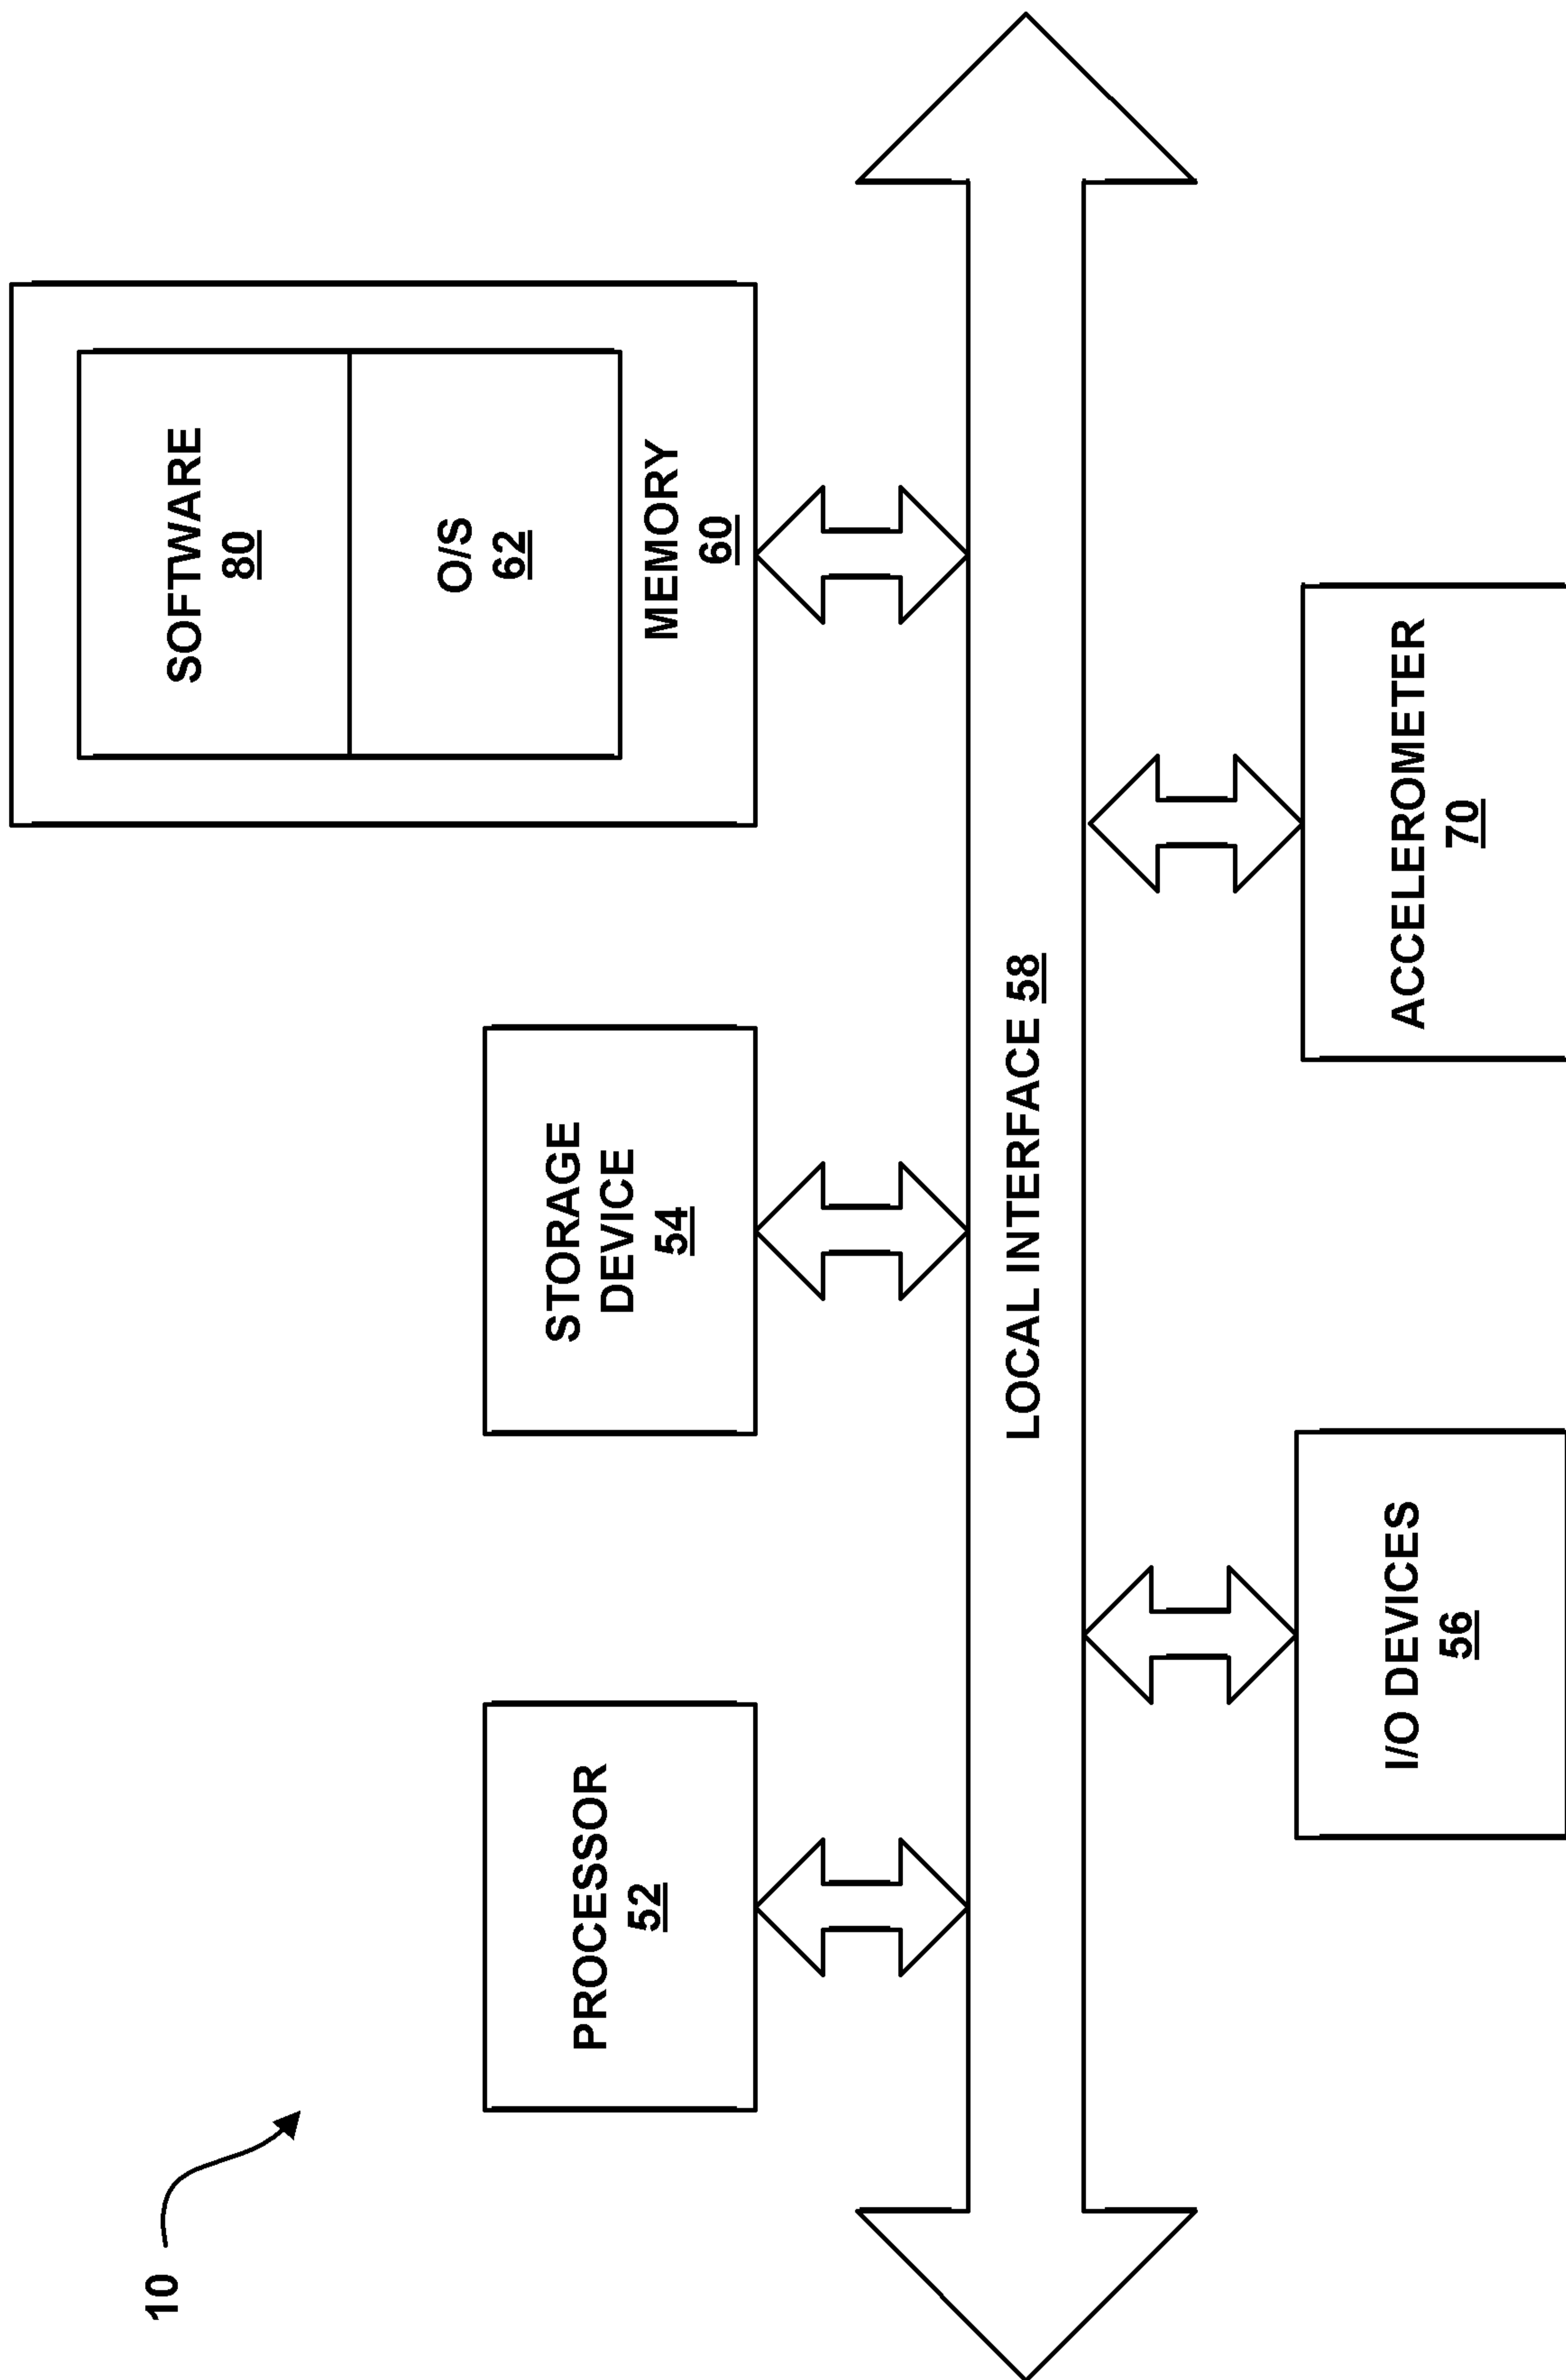 10
SOFTWARE
80
O/S
62
MEMORY
60
STORAGE
DEVICE
54
PROCESSOR
52
LOCAL INTERFACE 58
I/O DEVICES
56
ACCELEROMETER
70